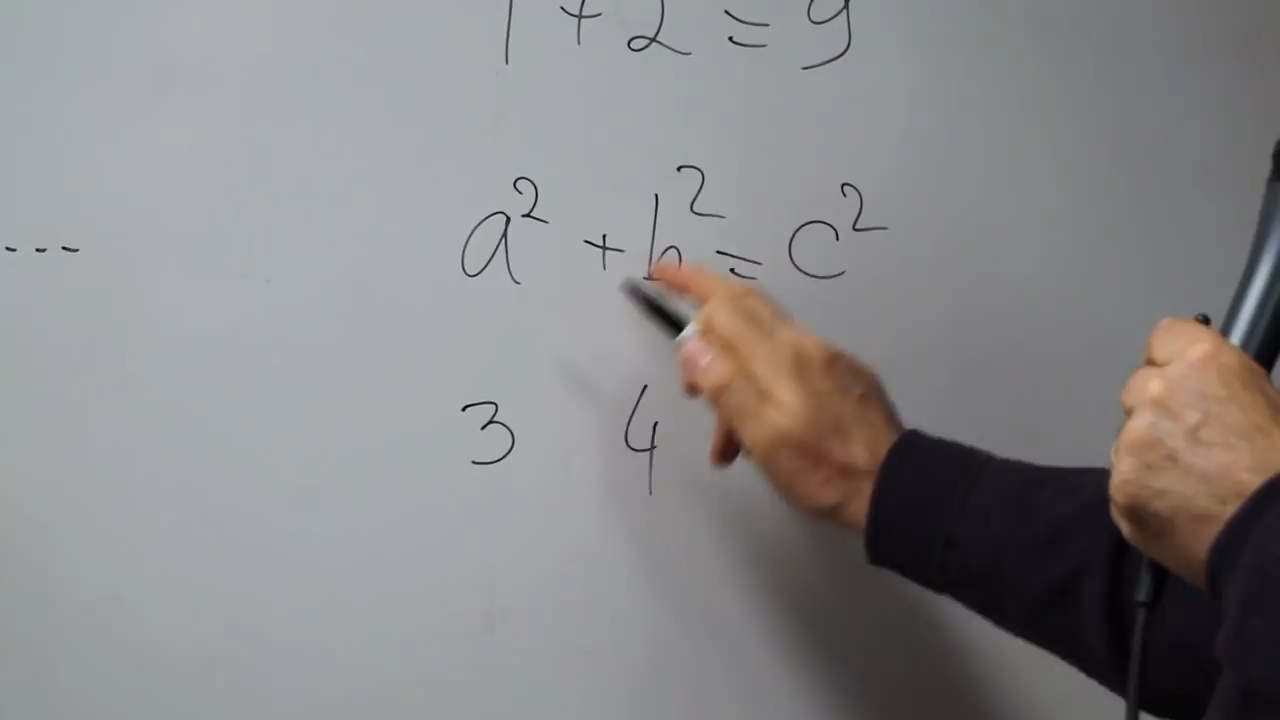 1 + 2 = 9
---
a² + b² = c²
3 4